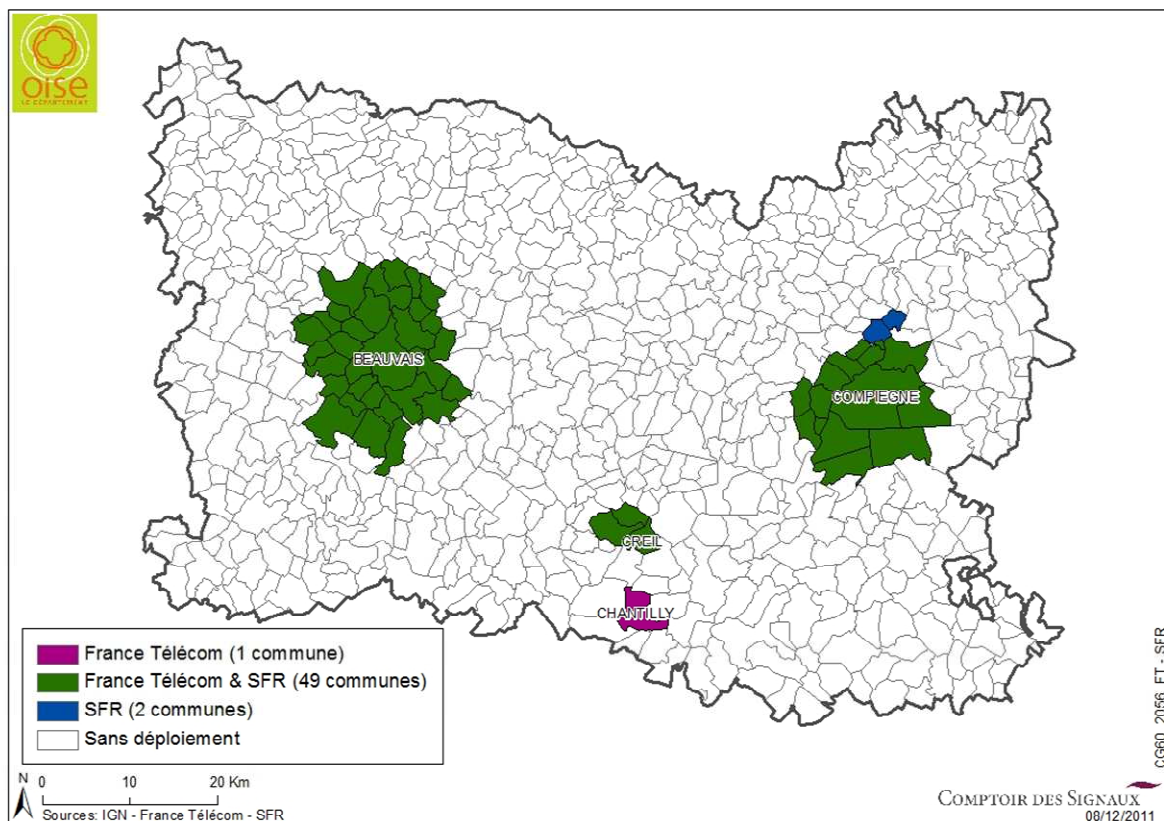 oise
LE DÉPARTEMENT
BEAUVAIS
COMPIEGNE
CREIL
CHANTILLY
France Télécom (1 commune)
France Télécom & SFR (49 communes)
SFR (2 communes)
Sans déploiement
N 0 10 20 Km
Sources: IGN - France Télécom - SFR
CG60_2056_FT - SFR
COMPTOIR DES SIGNAUX
08/12/2011